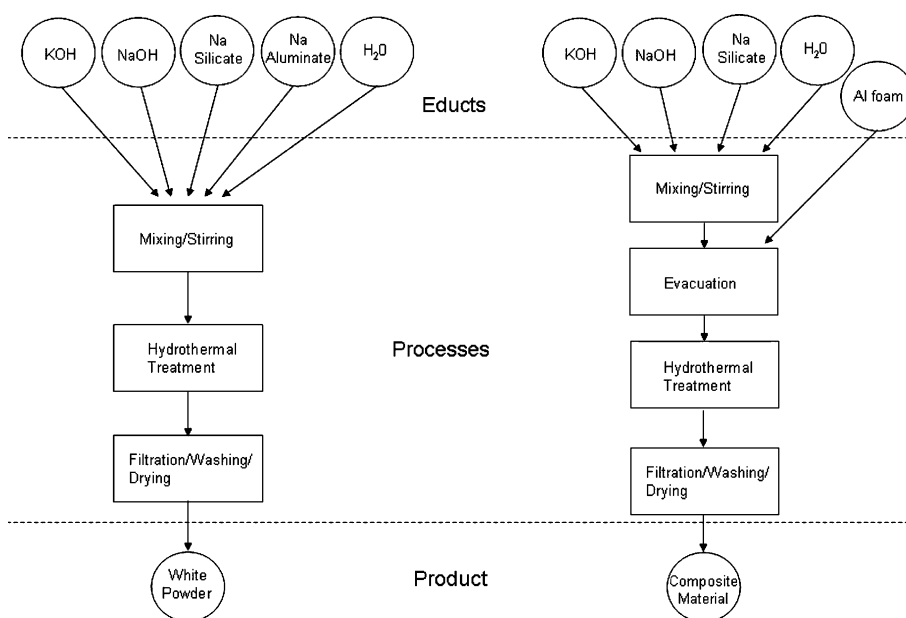 KOH
NaOH
Na
Silicate
Na
Aluminate
H₂O
KOH
NaOH
Na
Silicate
H₂O
Al foam
Educts
Mixing/Stirring
Mixing/Stirring
Evacuation
Hydrothermal
Treatment
Processes
Hydrothermal
Treatment
Filtration/Washing/
Drying
Filtration/Washing/
Drying
White
Powder
Product
Composite
Material